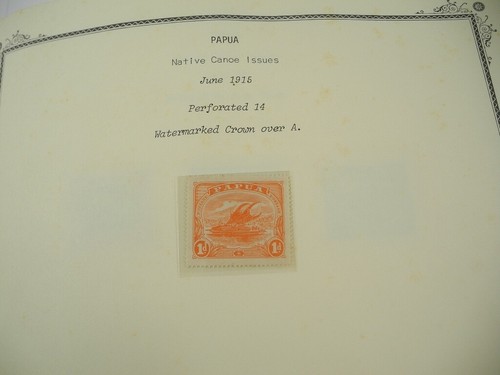 PAPUA
Native Canoe Issues
June 1915
Perforated 14
Watermarked Crown over A.
PAPUA
1d 1d